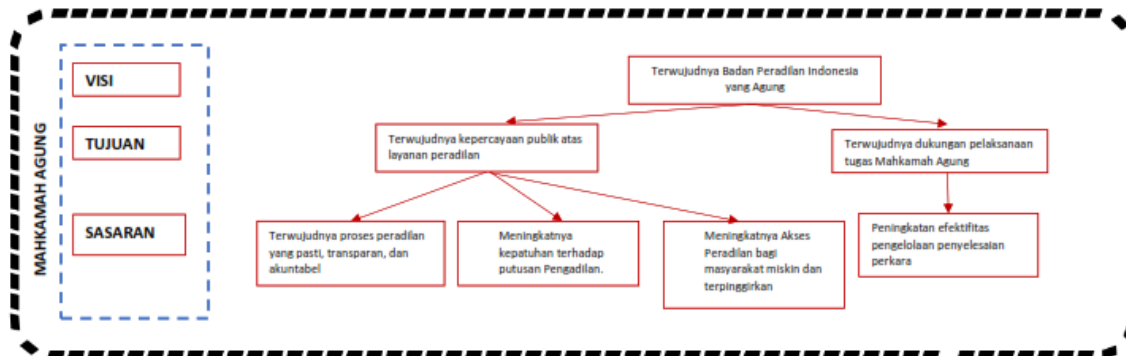 MAHKAMAH AGUNG
VISI
TUJUAN
SASARAN
Terwujudnya Badan Peradilan Indonesia
yang Agung
Terwujudnya kepercayaan publik atas
layanan peradilan
Terwujudnya dukungan pelaksanaan
tugas Mahkamah Agung
Terwujudnya proses peradilan
yang pasti, transparan, dan
akuntabel
Meningkatnya
kepatuhan terhadap
putusan Pengadilan.
Meningkatnya Akses
Peradilan bagi
masyarakat miskin dan
terpinggirkan
Peningkatan efektifitas
pengelolaan penyelesaian
perkara